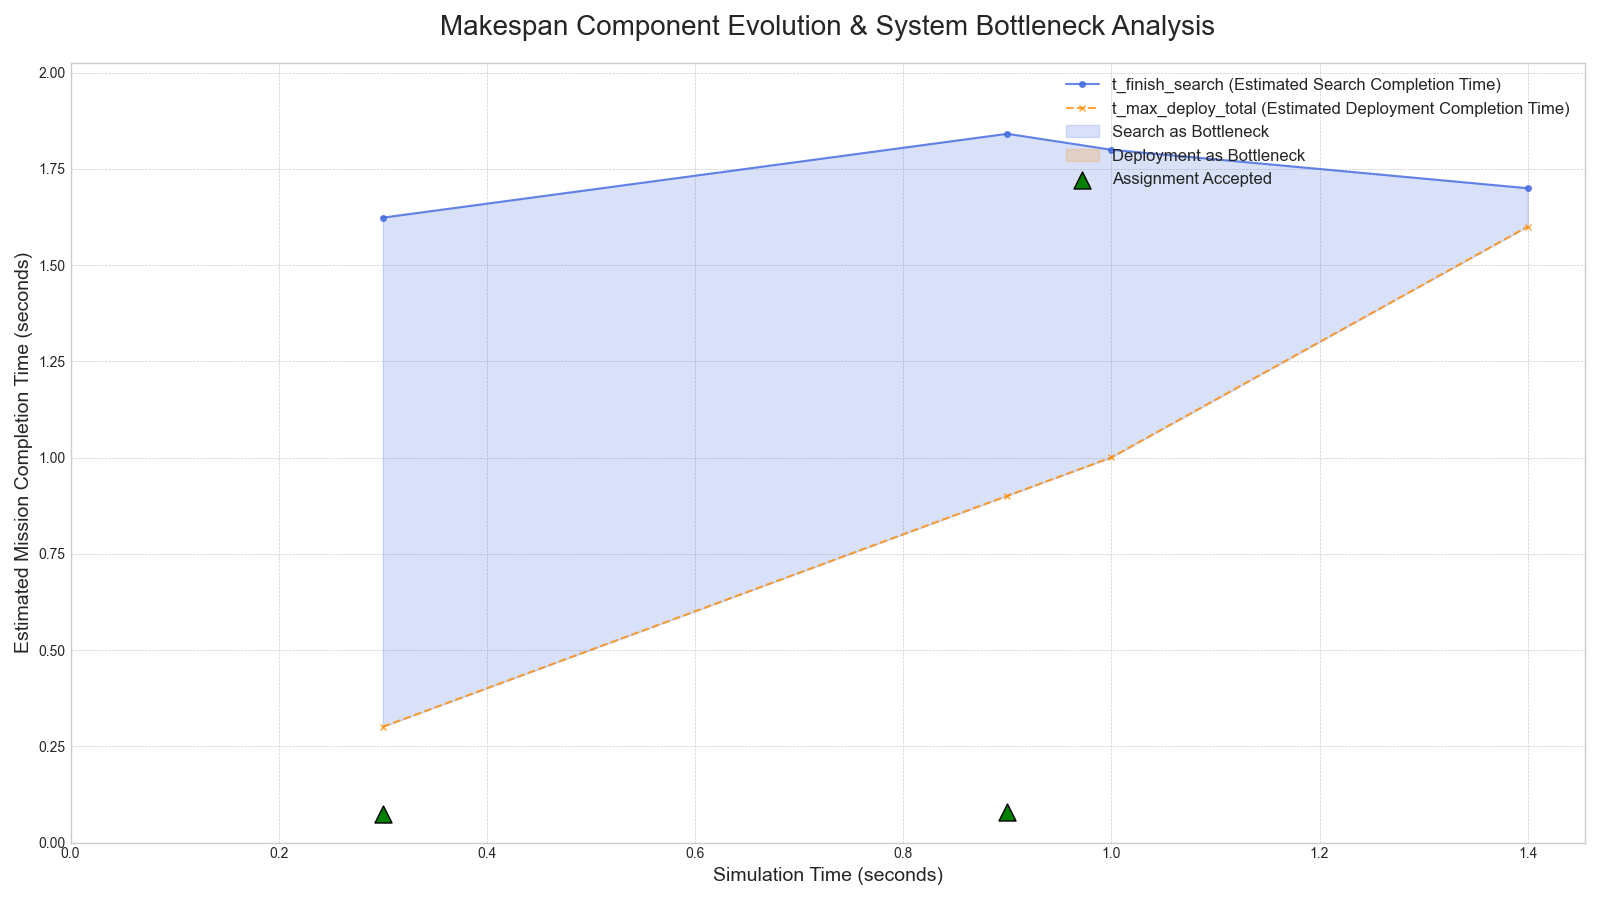 Makespan Component Evolution & System Bottleneck Analysis
t_finish_search (Estimated Search Completion Time)
t_max_deploy_total (Estimated Deployment Completion Time)
Search as Bottleneck
Deployment as Bottleneck
Assignment Accepted
Estimated Mission Completion Time (seconds)
2.00
1.75
1.50
1.25
1.00
0.75
0.50
0.25
0.00
0.0 0.2 0.4 0.6 0.8 1.0 1.2 1.4
Simulation Time (seconds)